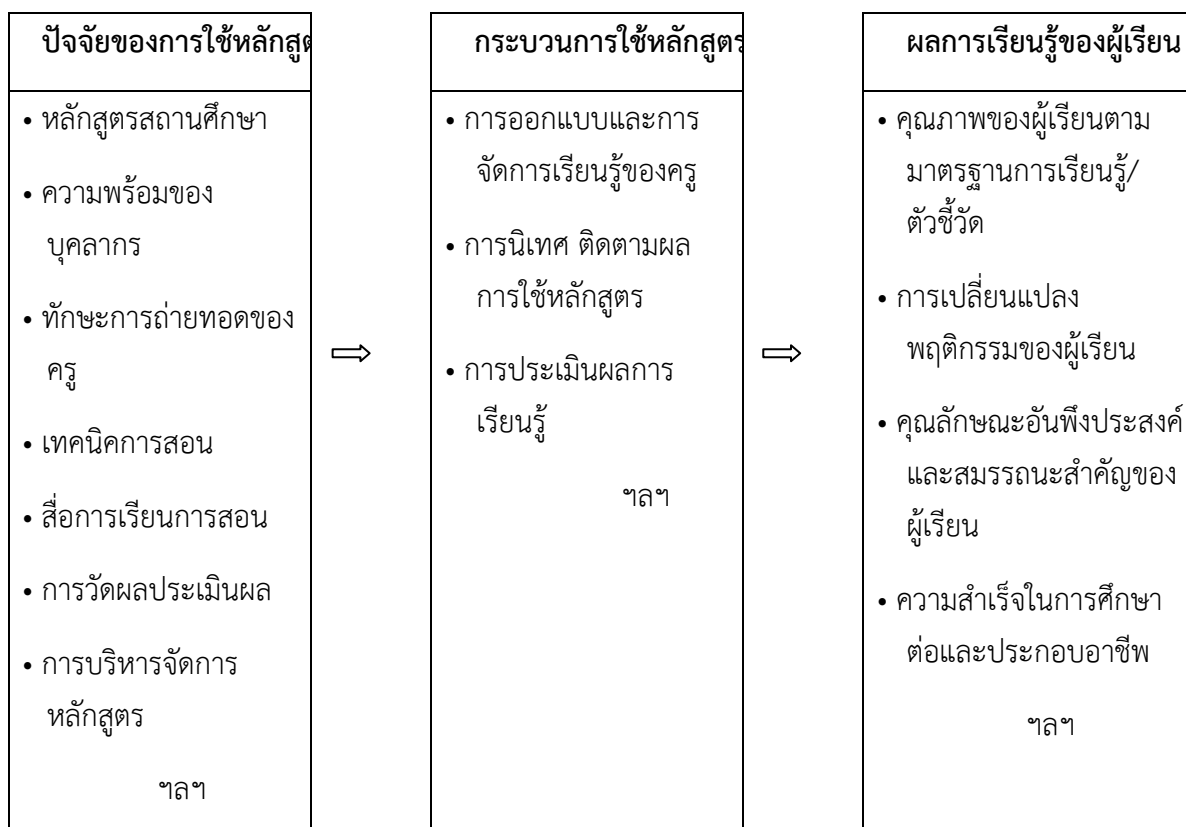 ปัจจัยของการใช้หลักสูต
• หลักสูตรสถานศึกษา
• ความพร้อมของ
บุคลากร
• ทักษะการถ่ายทอดของ
ครู
• เทคนิคการสอน
• สื่อการเรียนการสอน
• การวัดผลประเมินผล
• การบริหารจัดการ
หลักสูตร
ฯลฯ
⇨
กระบวนการใช้หลักสูตร
• การออกแบบและการ
จัดการเรียนรู้ของครู
• การนิเทศ ติดตามผล
การใช้หลักสูตร
• การประเมินผลการ
เรียนรู้
ฯลฯ
⇨
ผลการเรียนรู้ของผู้เรียน
• คุณภาพของผู้เรียนตาม
มาตรฐานการเรียนรู้/
ตัวชี้วัด
• การเปลี่ยนแปลง
พฤติกรรมของผู้เรียน
• คุณลักษณะอันพึงประสงค์
และสมรรถนะสำคัญของ
ผู้เรียน
• ความสำเร็จในการศึกษา
ต่อและประกอบอาชีพ
ฯลฯ